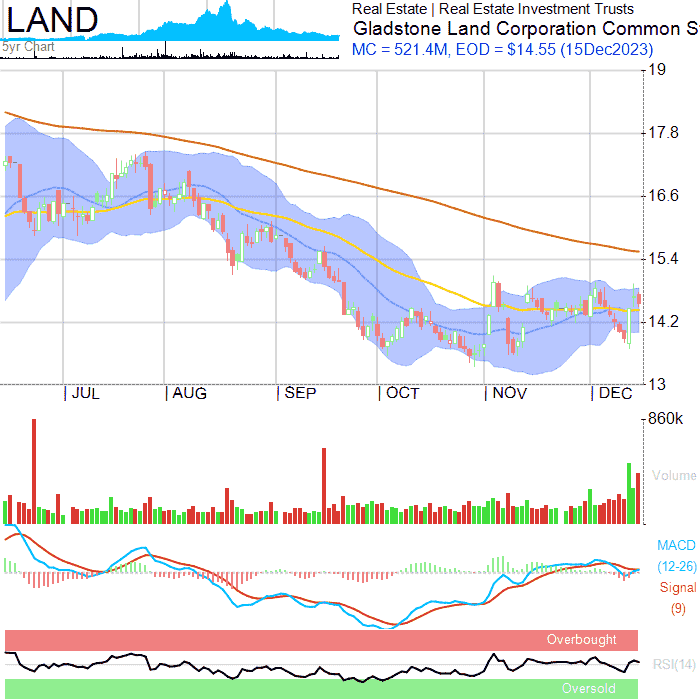 LAND
5yr Chart
Real Estate | Real Estate Investment Trusts
Gladstone Land Corporation Common S
MC = 521.4M, EOD = $14.55 (15Dec2023)
19
17.8
16.6
15.4
14.2
13
JUL AUG SEP OCT NOV DEC
860k
Volume
MACD
(12-26)
Signal
(9)
Overbought
RSI(14)
Oversold